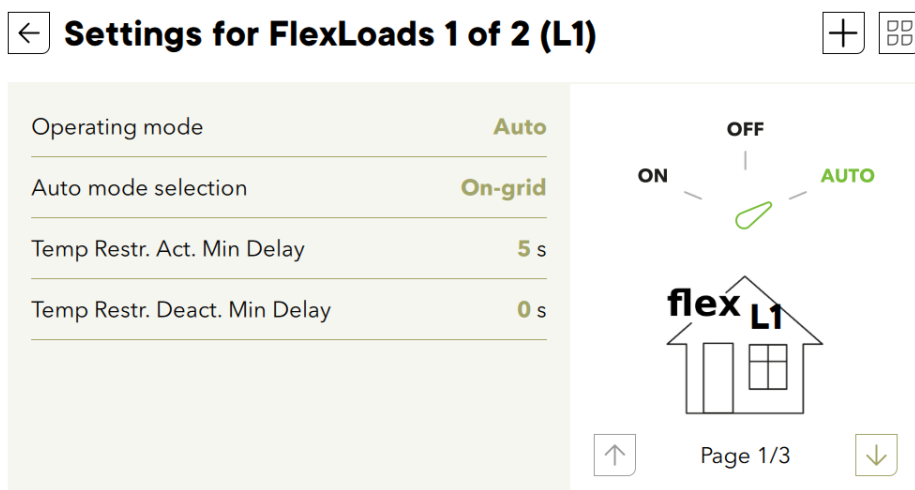 Settings for FlexLoads 1 of 2 (L1)
Operating mode Auto
Auto mode selection On-grid
Temp Restr. Act. Min Delay 5 s
Temp Restr. Deact. Min Delay 0 s
OFF
ON AUTO
flex L1
Page 1/3